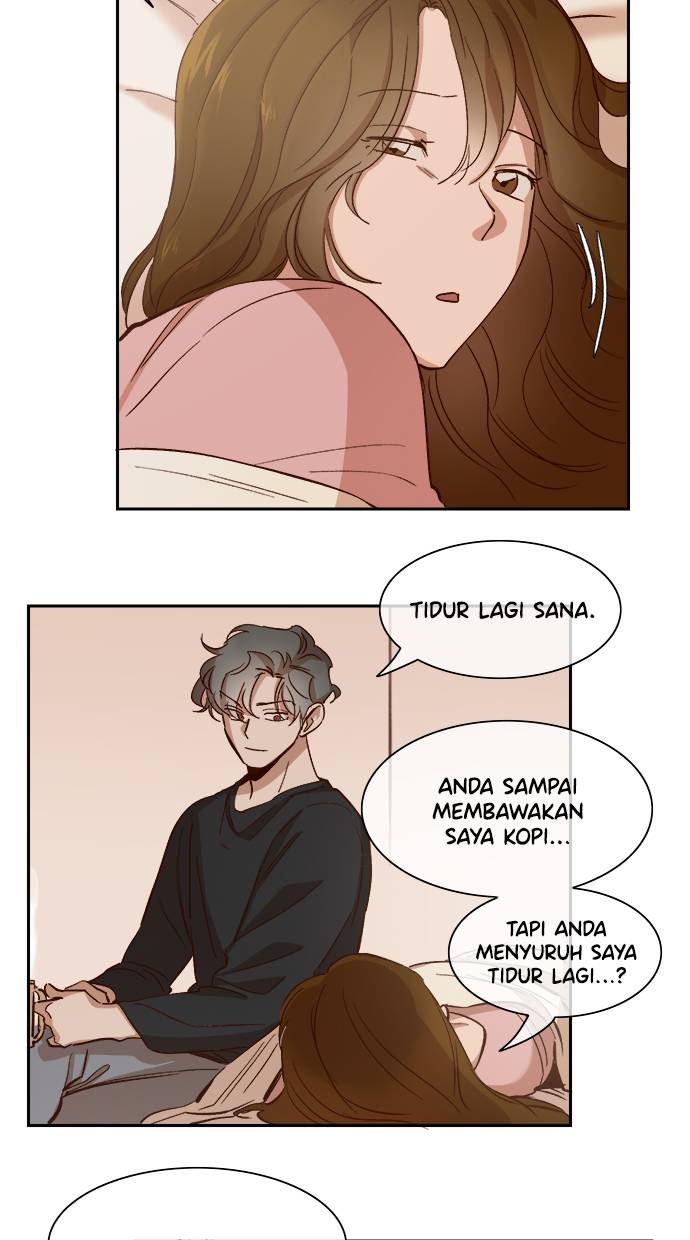 TIDUR LAGI SANA.
ANDA SAMPAI
MEMBAWAKAN
SAYA KOPI...
TAPI ANDA
MENYURUH SAYA
TIDUR LAGI...?